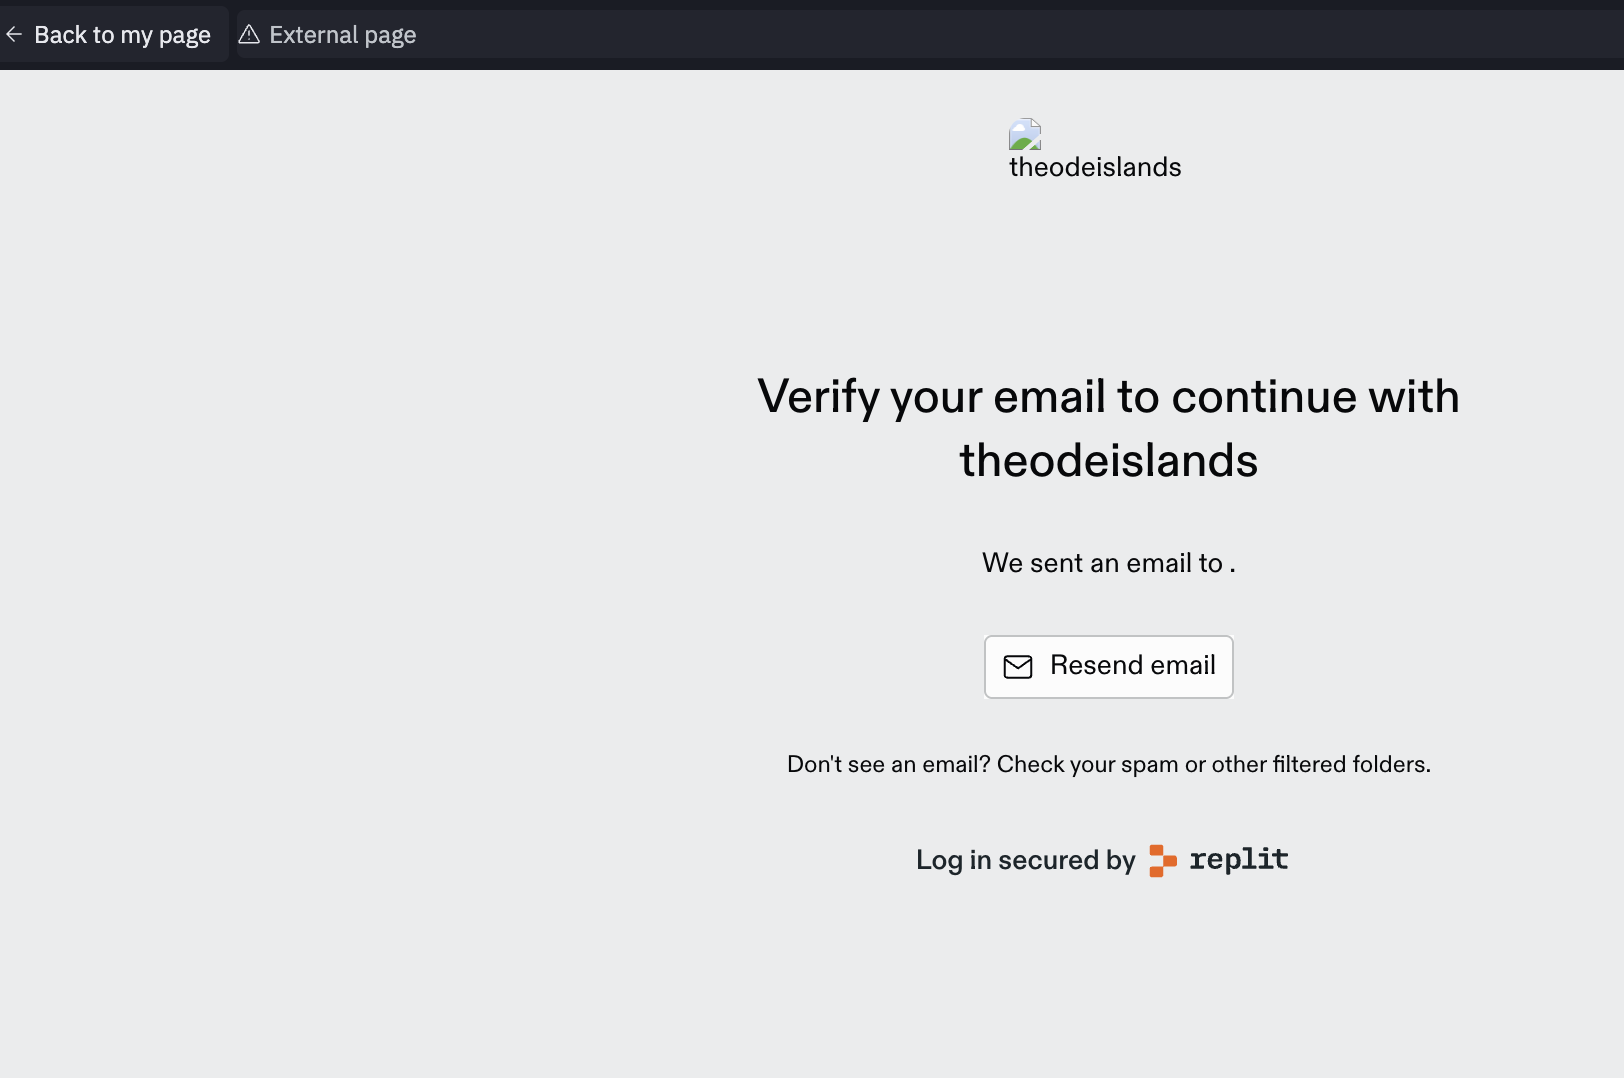 Back to my page
External page
theodeislands
Verify your email to continue with
theodeislands
We sent an email to .
Resend email
Don't see an email? Check your spam or other filtered folders.
Log in secured by replit